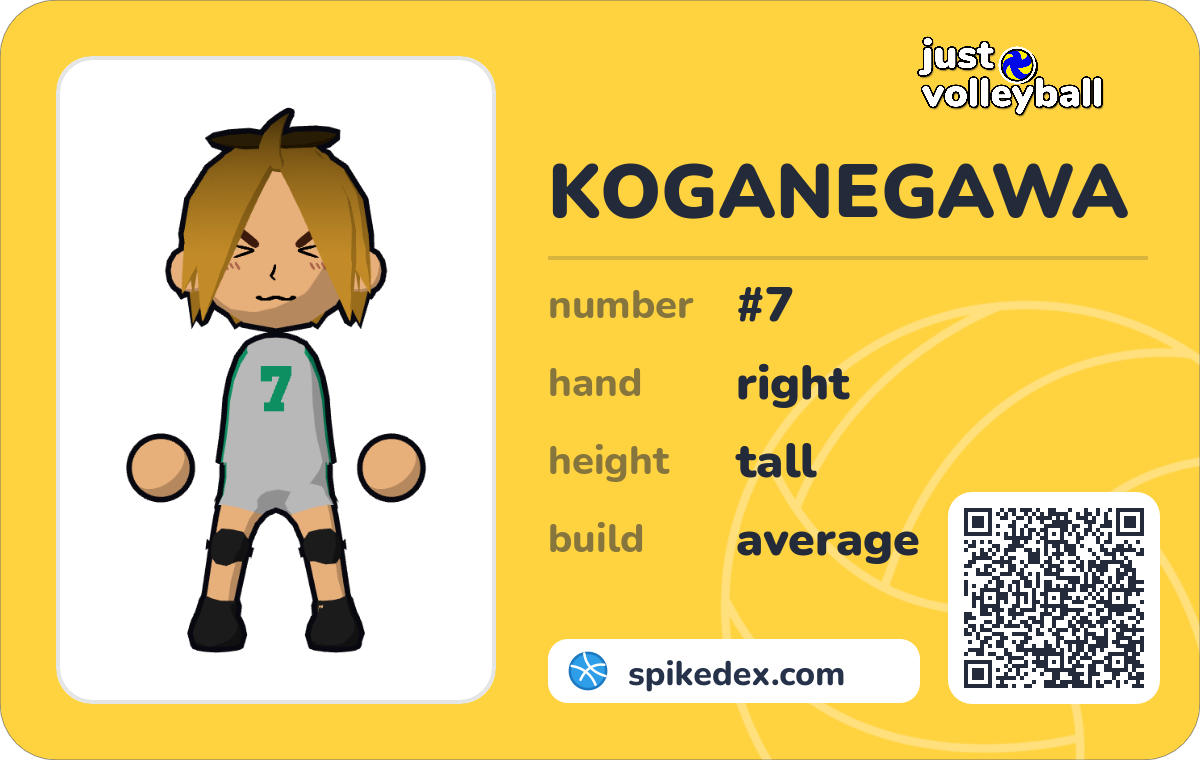 just
volleyball
KOGANEGAWA
number #7
hand right
height tall
build average
7
spikedex.com